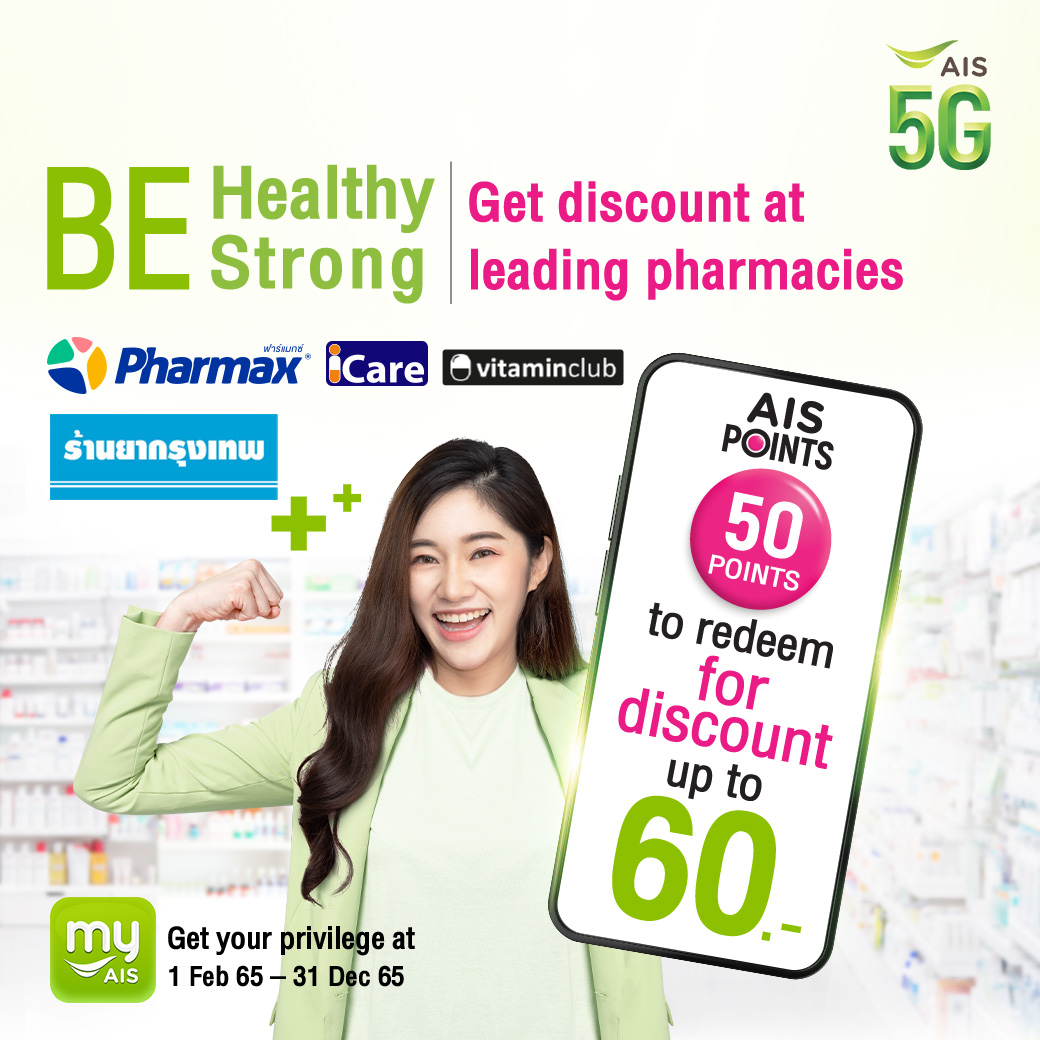 AIS
5G
BE Healthy
Strong
Get discount at
leading pharmacies
ฟาร์แมกซ์
Pharmax®
iCare
vitaminclub
ร้านยากรุงเทพ
AIS
POINTS
50
POINTS
to redeem
for
discount
up to
60.-
my
AIS
Get your privilege at
1 Feb 65 – 31 Dec 65